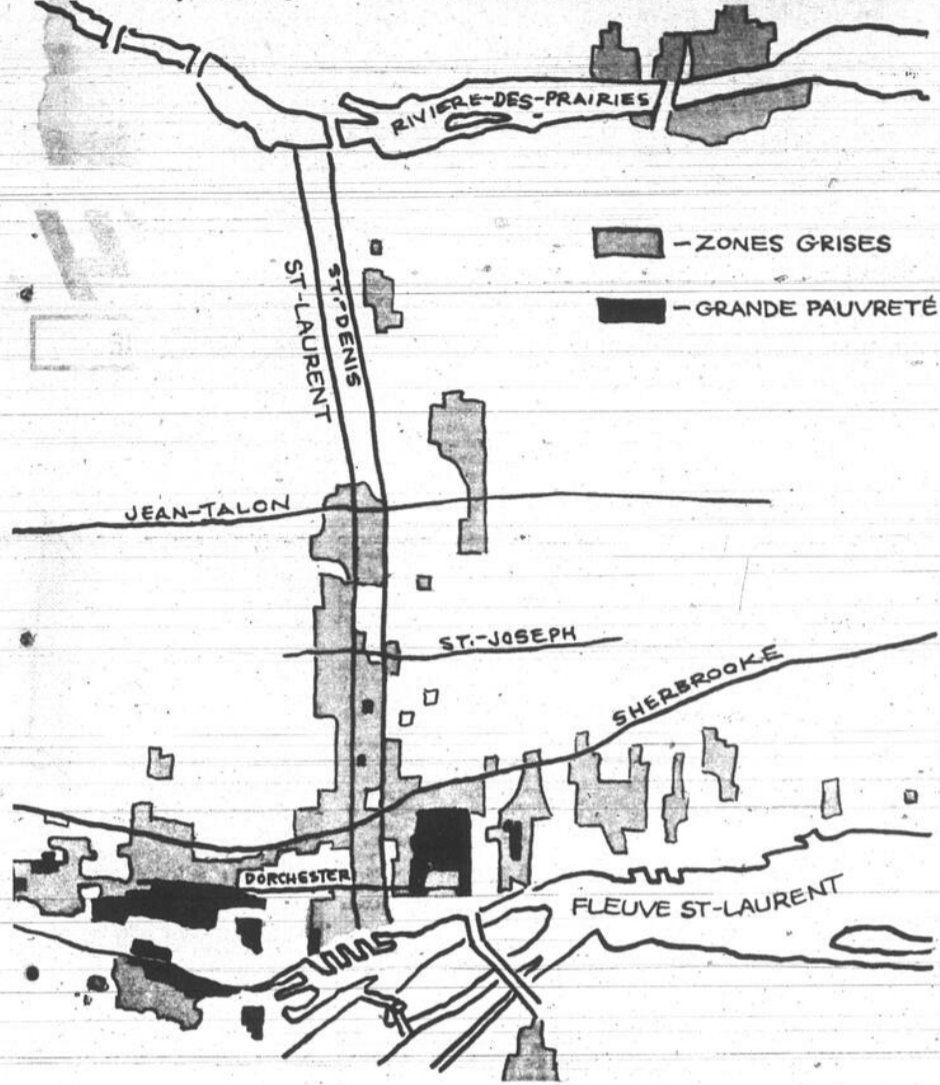 RIVIERE-DES-PRAIRIES
- ZONES GRISES
- GRANDE PAUVRETÉ
ST-LAURENT
ST.-DENIS
JEAN-TALON
ST.-JOSEPH
SHERBROOKE
DORCHESTER
FLEUVE ST-LAURENT